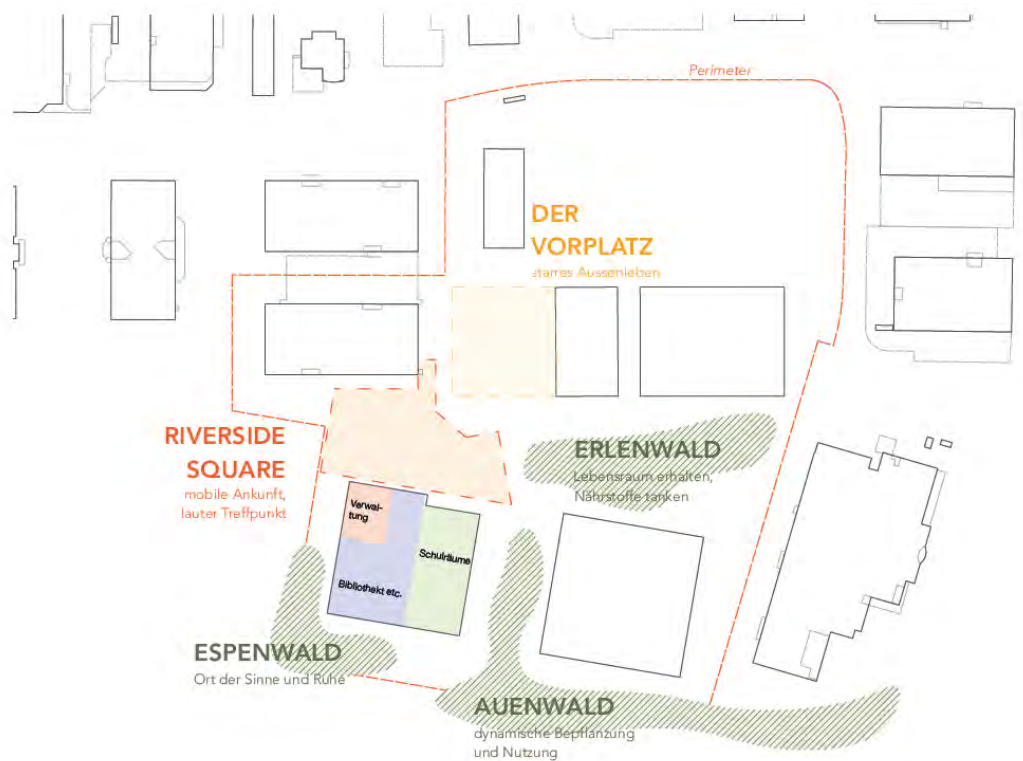 Perimeter
DER
VORPLATZ
starres Aussenleben
RIVERSIDE
SQUARE
mobile Ankunft,
lauter Treffpunkt
ERLENWALD
Lebensraum erhalten,
Nährstoffe tanken
Verwal-
tung
Schulräume
Bibliothekt etc.
ESPENWALD
Ort der Sinne und Ruhe
AUENWALD
dynamische Bepflanzung
und Nutzung